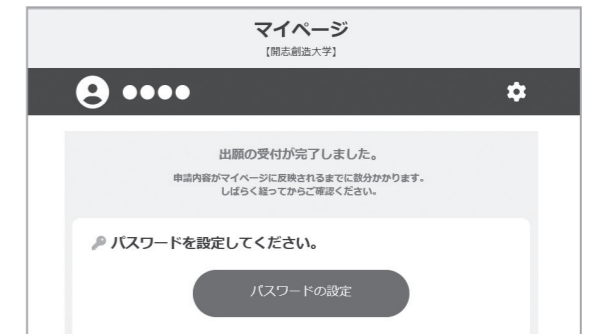 マイページ
【開志創造大学】
●●●●
出願の受付が完了しました。
申請内容がマイページに反映されるまでに数分かかります。
しばらく経ってからご確認ください。
パスワードを設定してください。
パスワードの設定